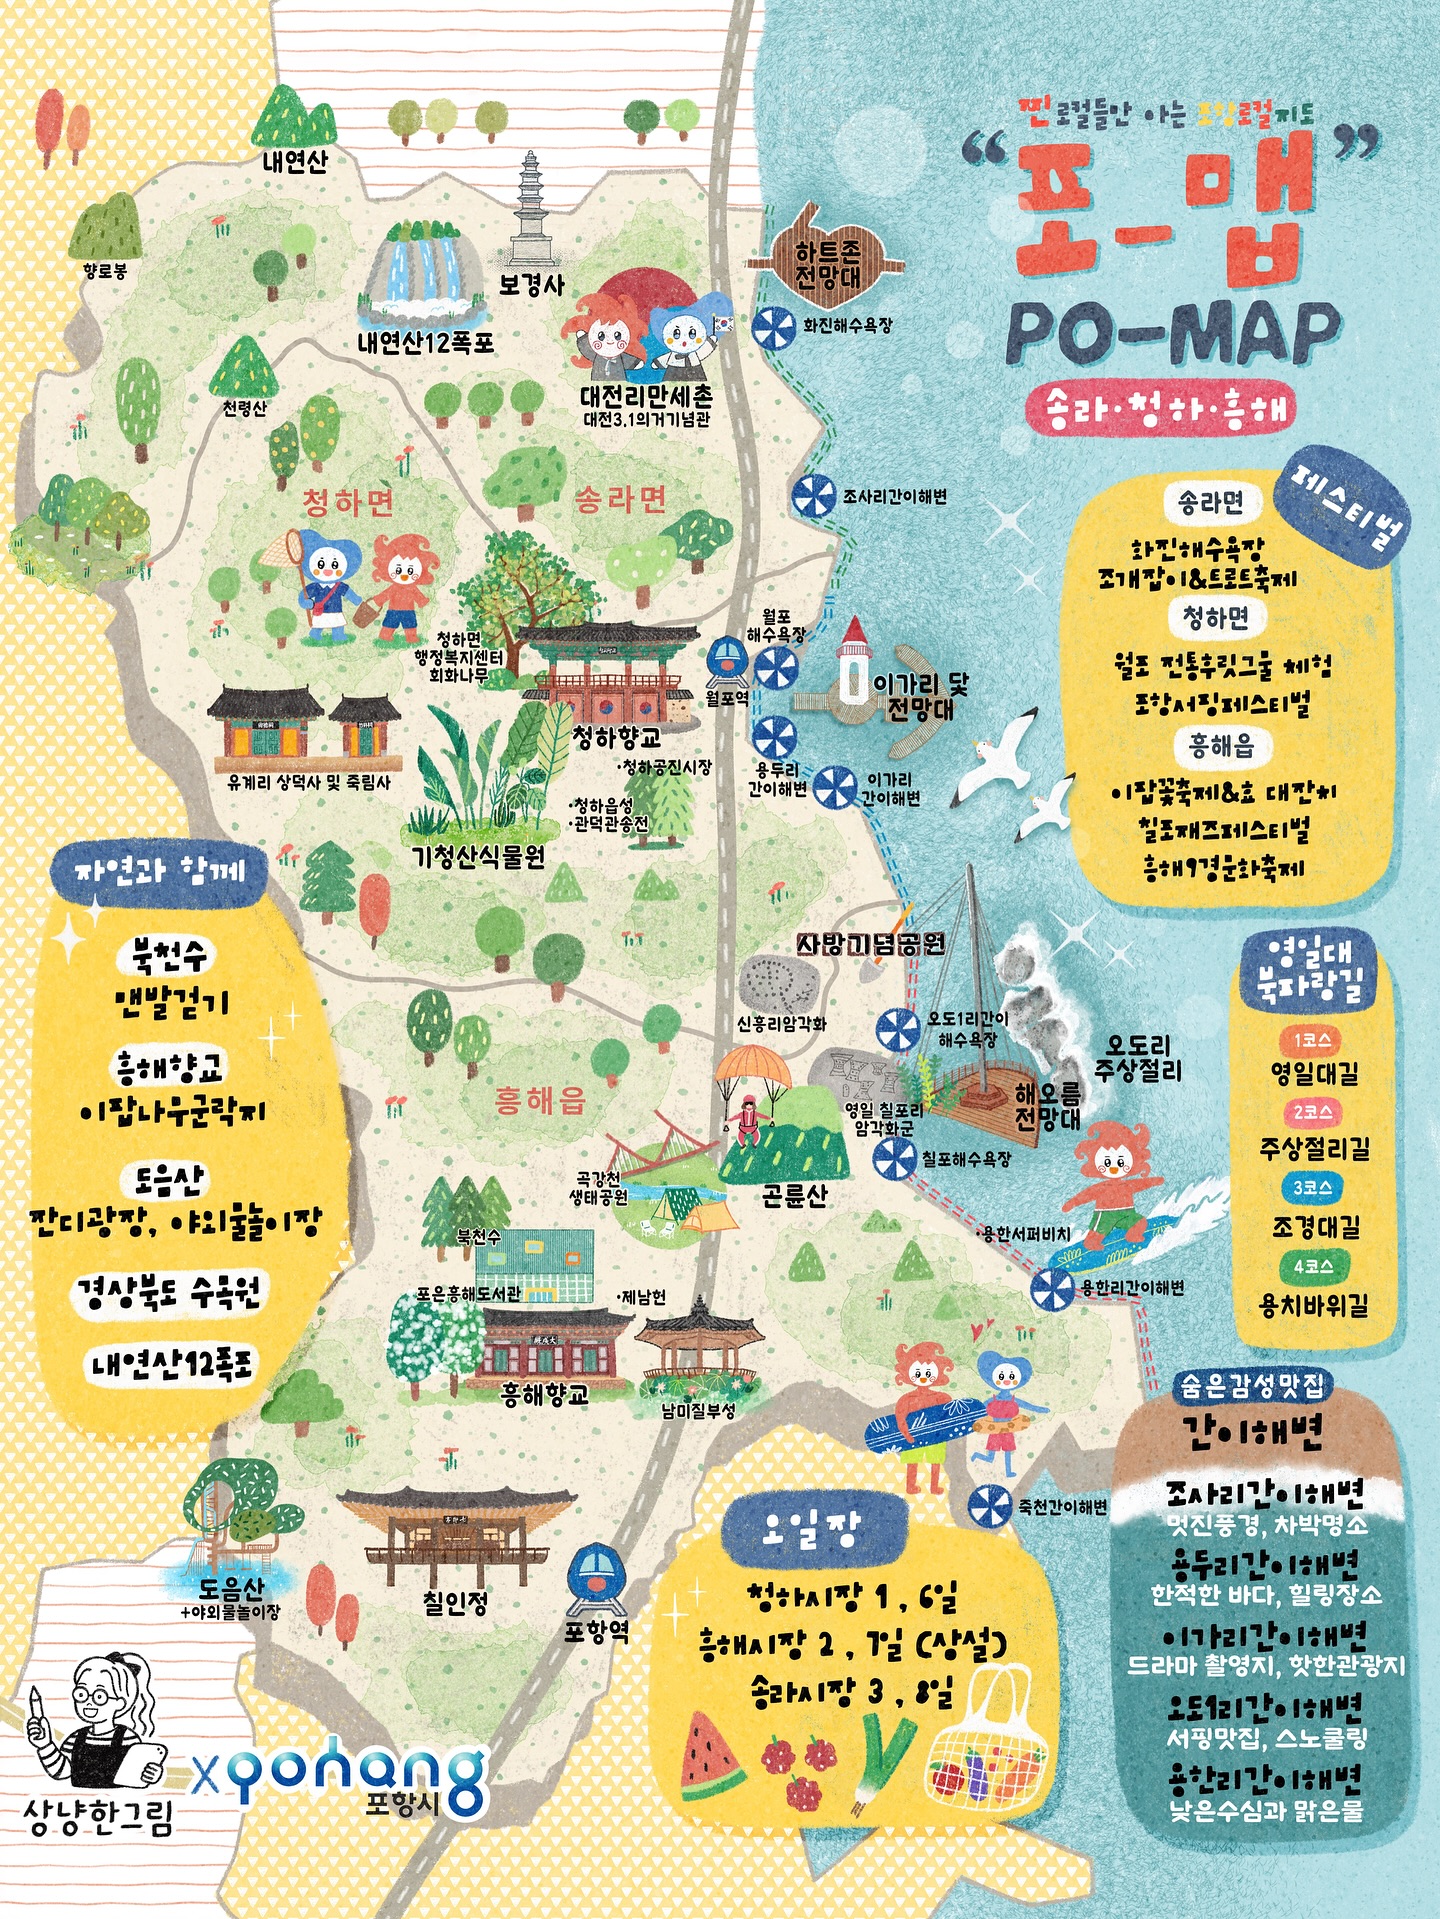 찐로컬들만 아는 포항로컬지도
“포-맵”
PO-MAP
송라·청하·흥해
내연산
향로봉
내연산12폭포
보경사
하트존
전망대
화진해수욕장
천령산
대전리만세촌
대전3.1의거기념관
청하면
송라면
조사리간이해변
청하면
행정복지센터
회화나무
월포
해수욕장
월포역
이가리 닻
전망대
청하향교
·청하공진시장
용두리
간이해변
이가리
간이해변
유계리 상덕사 및 죽림사
·청하읍성
·관덕관송전
기청산식물원
사방기념공원
신흥리암각화
오도1리간이
해수욕장
오도리
주상절리
해오름
전망대
흥해읍
영일 칠포리
암각화군
칠포해수욕장
곤륜산
곡강천
생태공원
북천수
포은흥해도서관
·제남헌
·용한서퍼비치
용한리간이해변
흥해향교
남미질부성
죽천간이해변
도음산
+야외물놀이장
칠인정
포항역
페스티벌
송라면
화진해수욕장
조개잡이&트로트축제
청하면
월포 전통후릿그물 체험
포항서핑페스티벌
흥해읍
이팝꽃축제&효 대잔치
칠포재즈페스티벌
흥해9경문화축제
자연과 함께
북천수
맨발걷기
흥해향교
이팝나무군락지
도음산
잔디광장, 야외물놀이장
경상북도 수목원
내연산12폭포
영일대
북파랑길
1코스
영일대길
2코스
주상절리길
3코스
조경대길
4코스
용치바위길
숨은감성맛집
간이해변
조사리간이해변
멋진풍경, 차박명소
용두리간이해변
한적한 바다, 힐링장소
이가리간이해변
드라마 촬영지, 핫한관광지
오도1리간이해변
서핑맛집, 스노쿨링
용한리간이해변
낮은수심과 맑은물
오일장
청하시장 1 , 6일
흥해시장 2 , 7일 (상설)
송라시장 3 , 8일
상냥한그림
x pohang
포항시